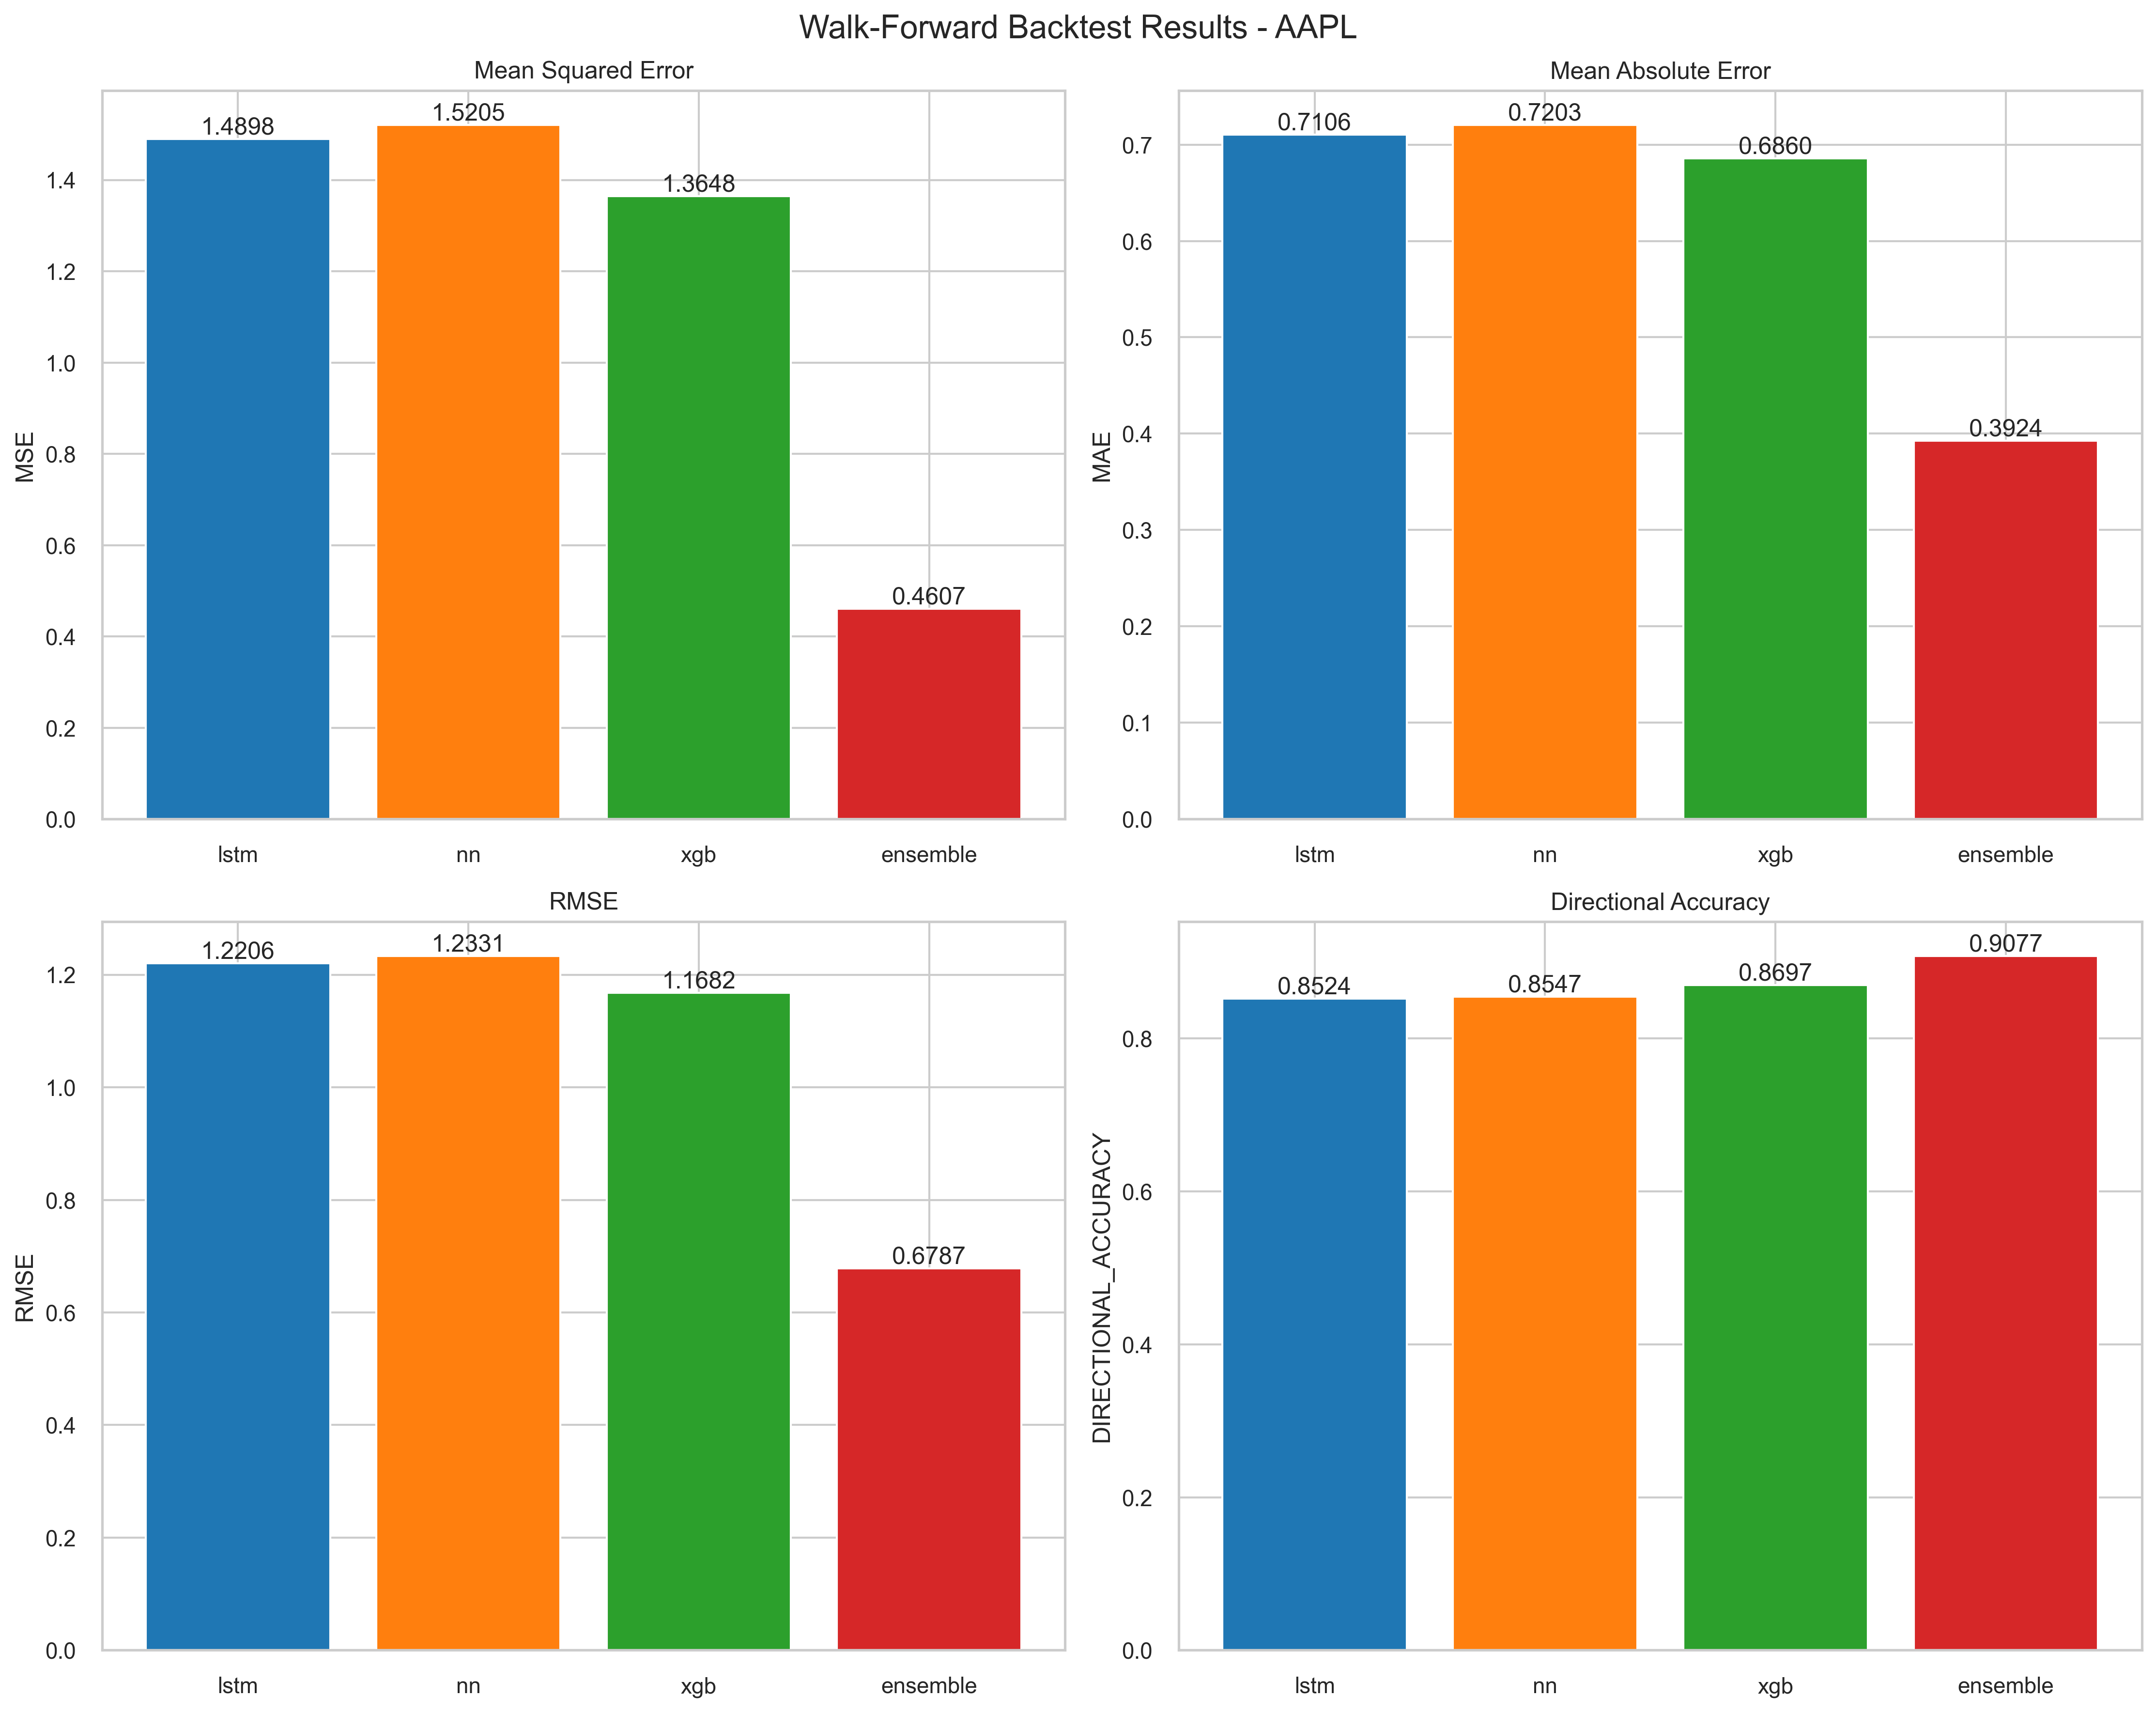 Walk-Forward Backtest Results - AAPL
Mean Squared Error
1.4898
1.5205
1.3648
0.4607
MSE
1.4
1.2
1.0
0.8
0.6
0.4
0.2
0.0
lstm
nn
xgb
ensemble
Mean Absolute Error
0.7106
0.7203
0.6860
0.3924
MAE
0.7
0.6
0.5
0.4
0.3
0.2
0.1
0.0
lstm
nn
xgb
ensemble
RMSE
1.2206
1.2331
1.1682
0.6787
RMSE
1.2
1.0
0.8
0.6
0.4
0.2
0.0
lstm
nn
xgb
ensemble
Directional Accuracy
0.8524
0.8547
0.8697
0.9077
DIRECTIONAL_ACCURACY
0.8
0.6
0.4
0.2
0.0
lstm
nn
xgb
ensemble